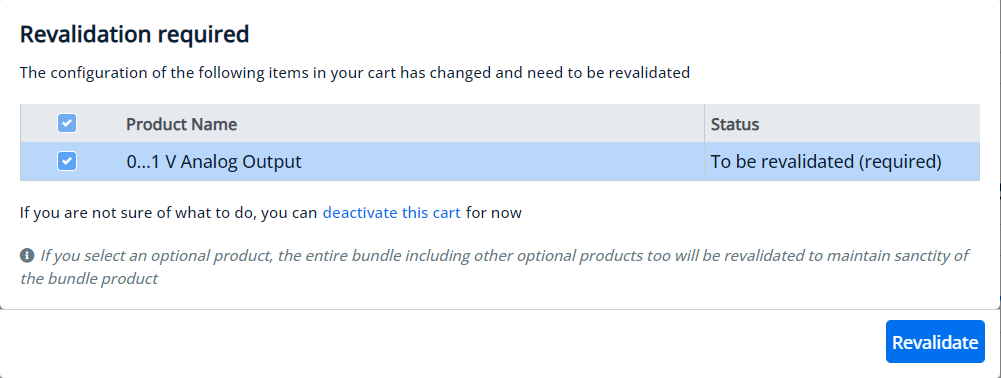 Revalidation required
The configuration of the following items in your cart has changed and need to be revalidated
Product Name Status
0...1 V Analog Output To be revalidated (required)
If you are not sure of what to do, you can deactivate this cart for now
If you select an optional product, the entire bundle including other optional products too will be revalidated to maintain sanctity of
the bundle product
Revalidate